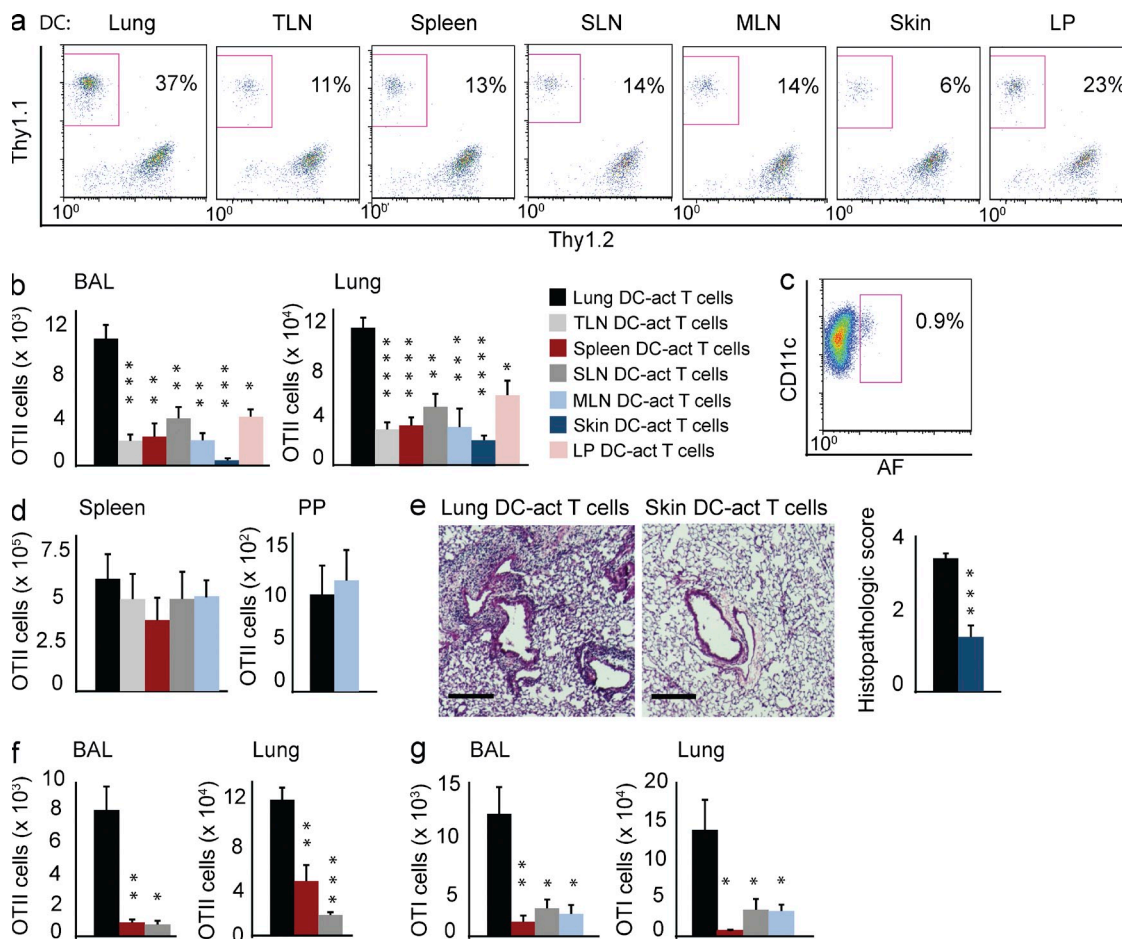 a DC: Lung TLN Spleen SLN MLN Skin LP
Thy1.1
37% 11% 13% 14% 14% 6% 23%
10⁰ 10⁰ 10⁰ 10⁰ 10⁰ 10⁰ 10⁰
Thy1.2
b BAL
OTII cells (x 10³)
12
8
4
0
*** ** ** ** *** *
Lung
OTII cells (x 10⁴)
12
8
4
0
**** **** ** *** **** *
Lung DC-act T cells
TLN DC-act T cells
Spleen DC-act T cells
SLN DC-act T cells
MLN DC-act T cells
Skin DC-act T cells
LP DC-act T cells
c
CD11c
0.9%
10⁰
AF
d Spleen
OTII cells (x 10⁵)
7.5
5
2.5
0
PP
OTII cells (x 10²)
15
10
5
0
e Lung DC-act T cells Skin DC-act T cells
Histopathologic score
4
2
0
***
f BAL
OTII cells (x 10³)
10
8
6
4
2
0
** *
Lung
OTII cells (x 10⁴)
12
8
4
0
** ***
g BAL
OTI cells (x 10³)
15
10
5
0
** * *
Lung
OTI cells (x 10⁴)
20
15
10
5
0
* * *